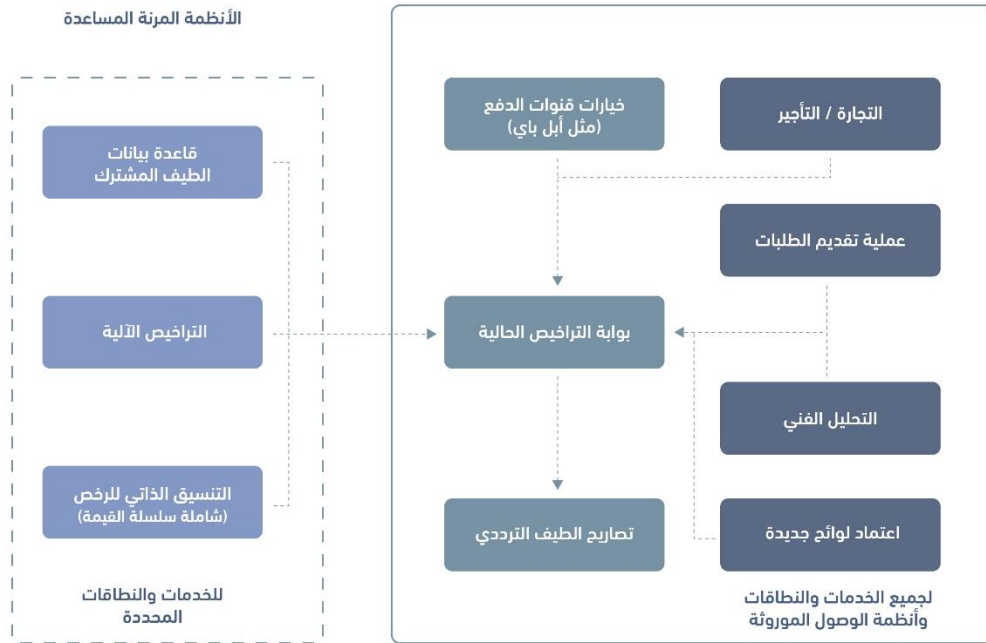 الأنظمة المرنة المساعدة
خيارات قنوات الدفع
(مثل أبل باي)
التجارة / التأجير
قاعدة بيانات
الطيف المشترك
عملية تقديم الطلبات
التراخيص الآلية
بوابة التراخيص الحالية
التحليل الفني
التنسيق الذاتي للرخص
(شاملة سلسلة القيمة)
تصاريح الطيف الترددي
اعتماد لوائح جديدة
للخدمات والنطاقات
المحددة
لجميع الخدمات والنطاقات
وأنظمة الوصول الموروثة